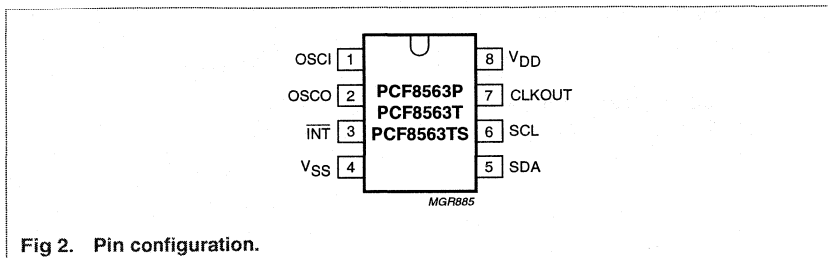 OSCI 1 8 VDD
OSCO 2 PCF8563P 7 CLKOUT
PCF8563T
INT 3 PCF8563TS 6 SCL
VSS 4 5 SDA
MGR885
Fig 2. Pin configuration.